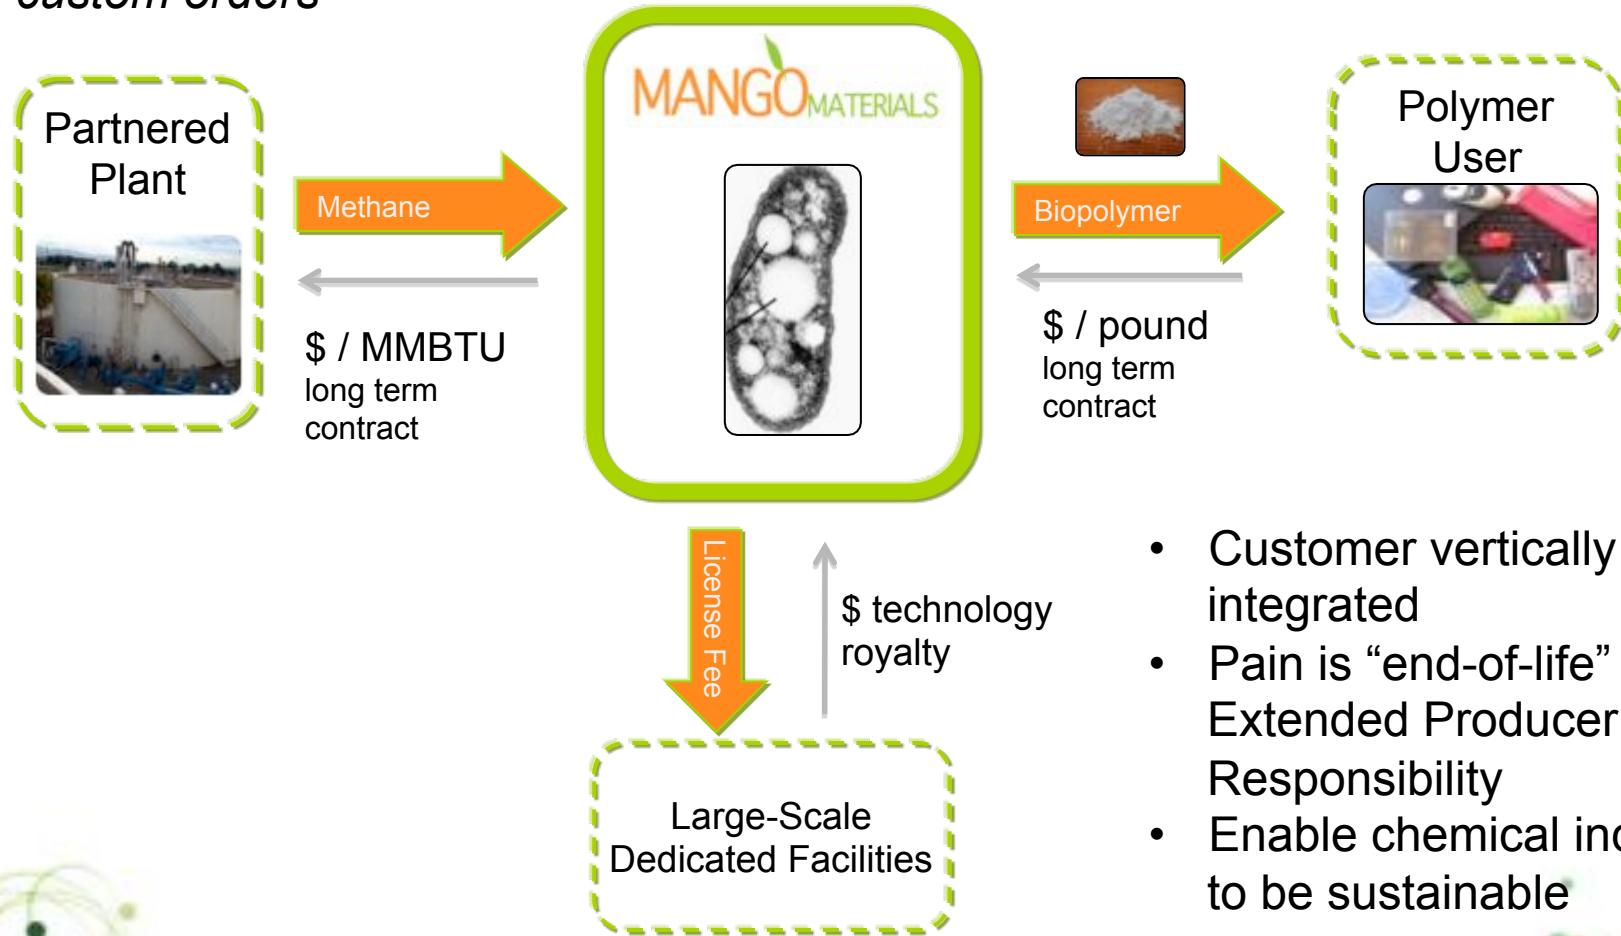 custom orders
Partnered
Plant
Methane
$ / MMBTU
long term
contract
MANGO MATERIALS
Biopolymer
$ / pound
long term
contract
Polymer
User
License Fee
$ technology
royalty
Large-Scale
Dedicated Facilities
• Customer vertically
integrated
• Pain is “end-of-life”
Extended Producer
Responsibility
• Enable chemical
to be sustainable